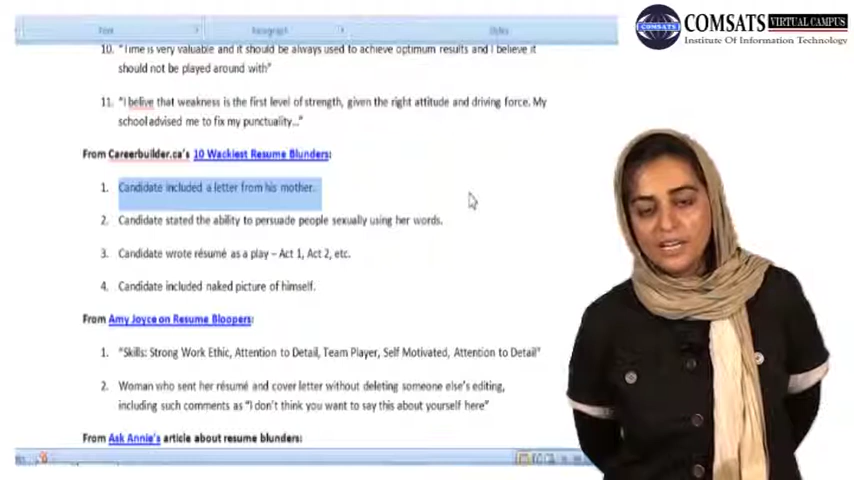 COMSATS VIRTUAL CAMPUS
Institute Of Information Technology
Font Paragraph Styles
10. "Time is very valuable and it should be always used to achieve optimum results and I believe it
should not be played around with"
11. "I belive that weakness is the first level of strength, given the right attitude and driving force. My
school advised me to fix my punctuality..."
From Careerbuilder.ca's 10 Wackiest Resume Blunders:
1. Candidate included a letter from his mother.
2. Candidate stated the ability to persuade people sexually using her words.
3. Candidate wrote résumé as a play – Act 1, Act 2, etc.
4. Candidate included naked picture of himself.
From Amy Joyce on Resume Bloopers:
1. "Skills: Strong Work Ethic, Attention to Detail, Team Player, Self Motivated, Attention to Detail"
2. Woman who sent her résumé and cover letter without deleting someone else's editing,
including such comments as "I don't think you want to say this about yourself here"
From Ask Annie's article about resume blunders: